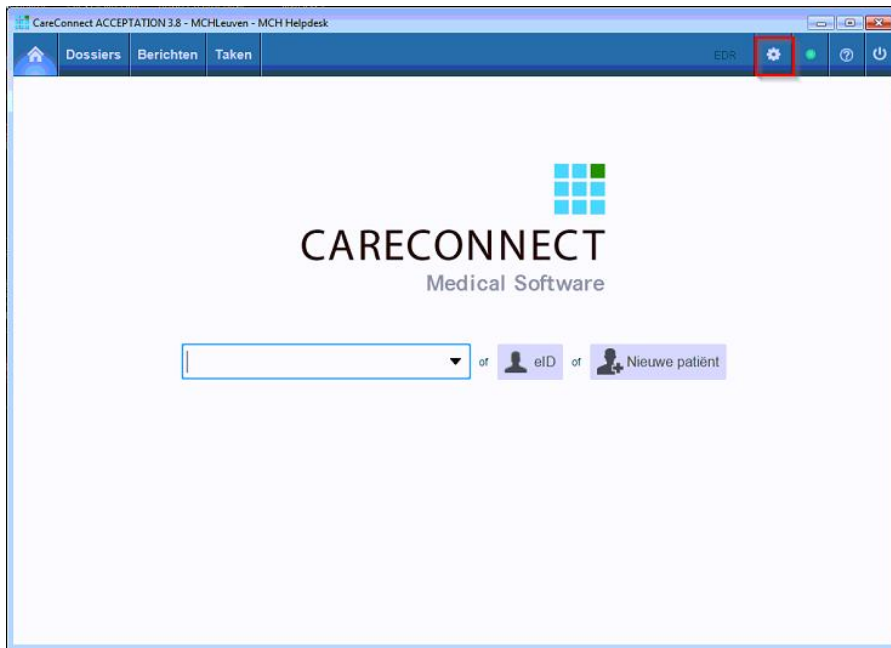 CareConnect ACCEPTATION 3.8 - MCHLeuven - MCH Helpdesk
Dossiers Berichten Taken EDR
CARECONNECT
Medical Software
of eID of Nieuwe patiënt